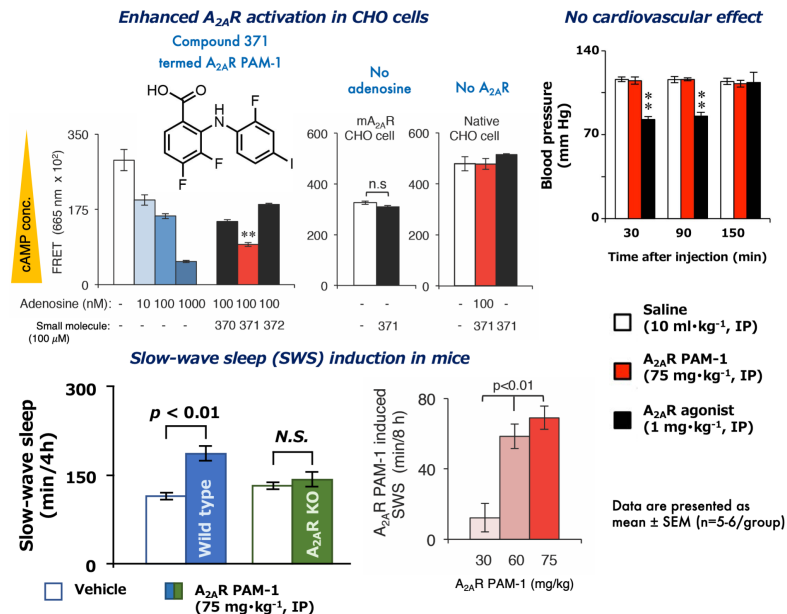 Enhanced A2AR activation in CHO cells
Compound 371
termed A2AR PAM-1
HO
O
H
N
F
F
F
I
cAMP conc.
FRET (665 nm x 10²)
350
175
0
**
Adenosine (nM):
- 10 100 1000 100 100 100
Small molecule:
(100 μM)
370 371 372
No
adenosine
mA2AR
CHO cell
600
400
200
0
n.s
- -
- 371
No A2AR
Native
CHO cell
600
400
200
0
- 100 -
- 371 371
No cardiovascular effect
Blood pressure
(mm Hg)
140
70
0
**
**
30 90 150
Time after injection (min)
Saline
(10 ml•kg-1, IP)
A2AR PAM-1
(75 mg•kg-1, IP)
A2AR agonist
(1 mg•kg-1, IP)
Data are presented as
mean ± SEM (n=5-6/group)
Slow-wave sleep (SWS) induction in mice
Slow-wave sleep
(min/4h)
300
150
0
p < 0.01
N.S.
Wild type
A2AR KO
Vehicle
A2AR PAM-1
(75 mg•kg-1, IP)
A2AR PAM-1 induced
SWS (min/8 h)
80
40
0
p<0.01
30 60 75
A2AR PAM-1 (mg/kg)